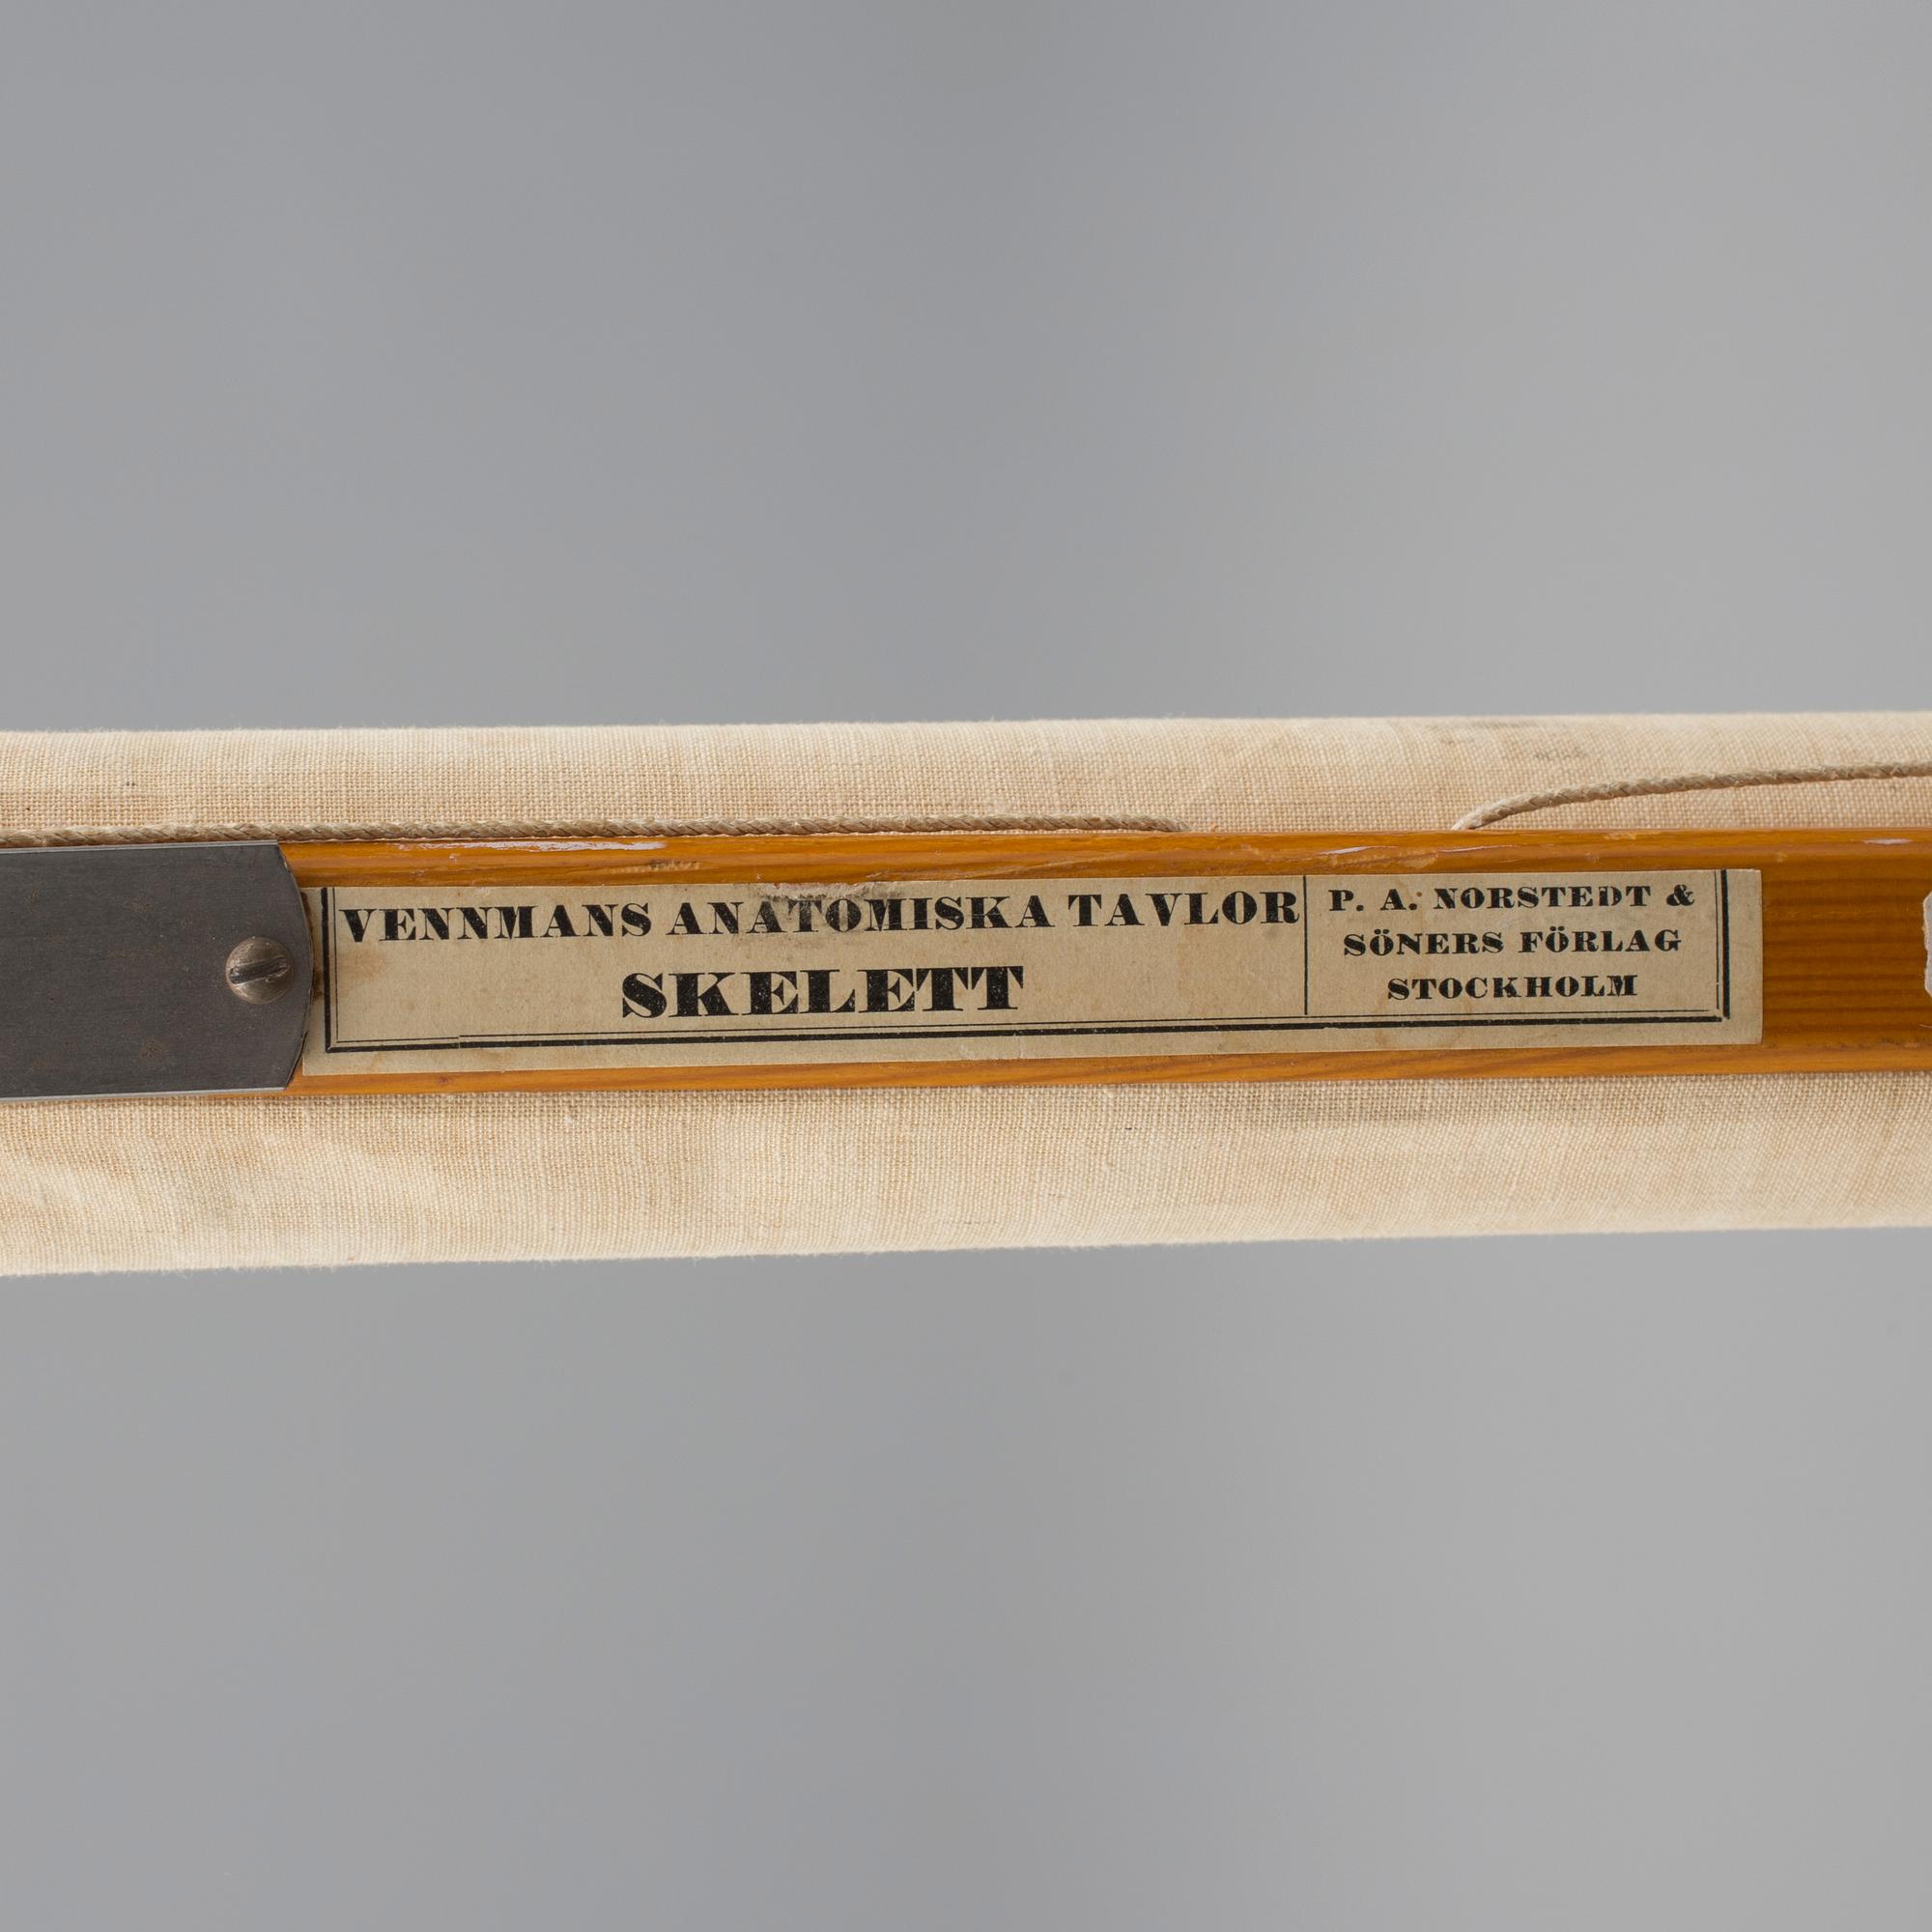 VENNMANS ANATOMISKA TAVLOR
SKELETT
P. A. NORSTEDT &
SÖNERS FÖRLAG
STOCKHOLM